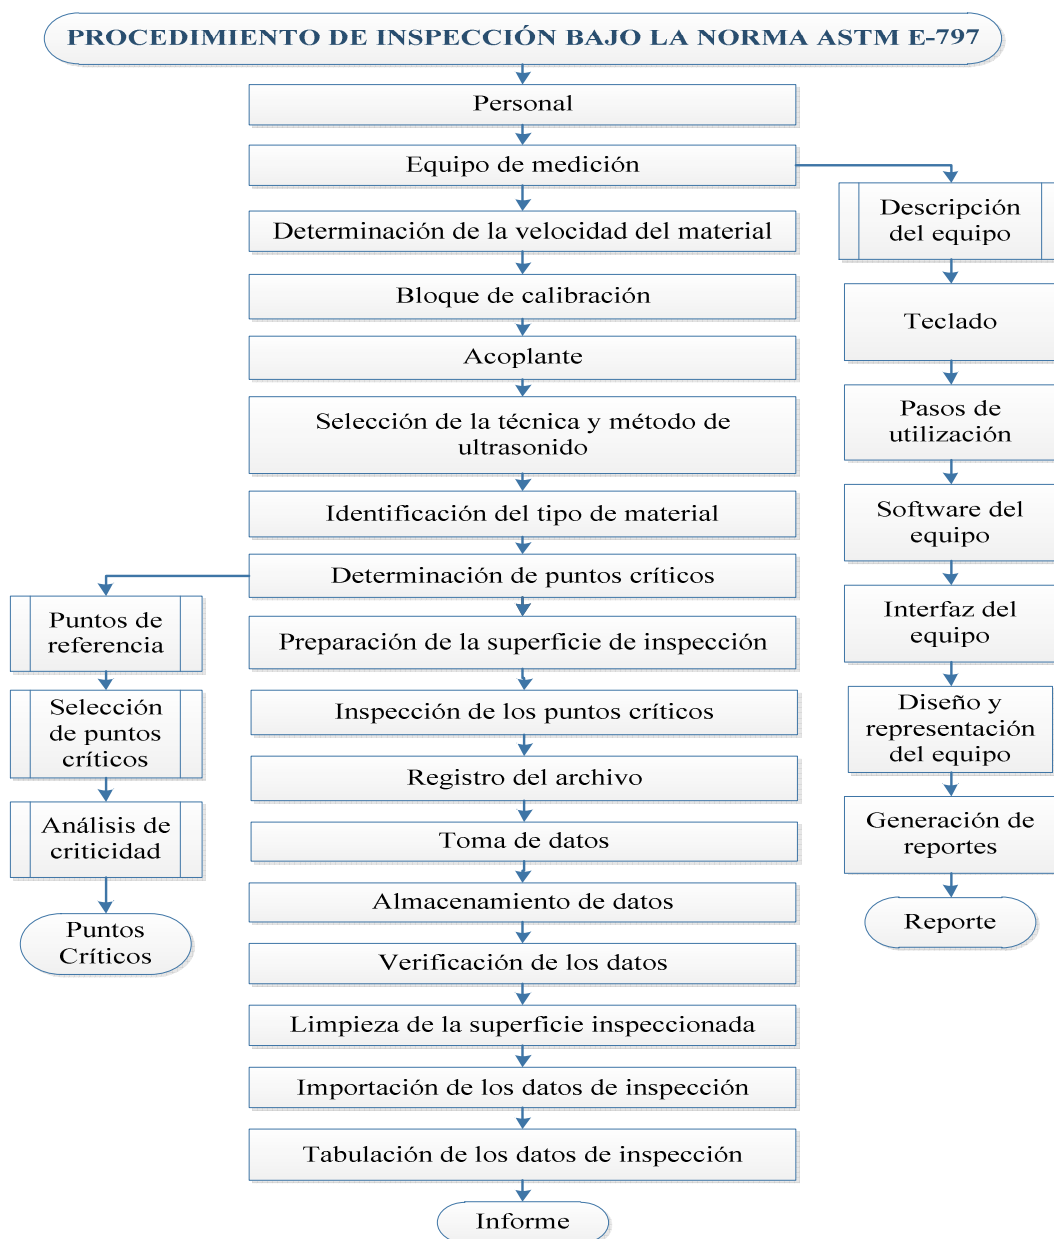 PROCEDIMIENTO DE INSPECCIÓN BAJO LA NORMA ASTM E-797
Personal
Equipo de medición
Determinación de la velocidad del material
Bloque de calibración
Acoplante
Selección de la técnica y método de
ultrasonido
Identificación del tipo de material
Determinación de puntos críticos
Preparación de la superficie de inspección
Inspección de los puntos críticos
Registro del archivo
Toma de datos
Almacenamiento de datos
Verificación de los datos
Limpieza de la superficie inspeccionada
Importación de los datos de inspección
Tabulación de los datos de inspección
Informe
Puntos de
referencia
Selección
de puntos
críticos
Análisis de
criticidad
Puntos
Críticos
Descripción
del equipo
Teclado
Pasos de
utilización
Software del
equipo
Interfaz del
equipo
Diseño y
representación
del equipo
Generación de
reportes
Reporte